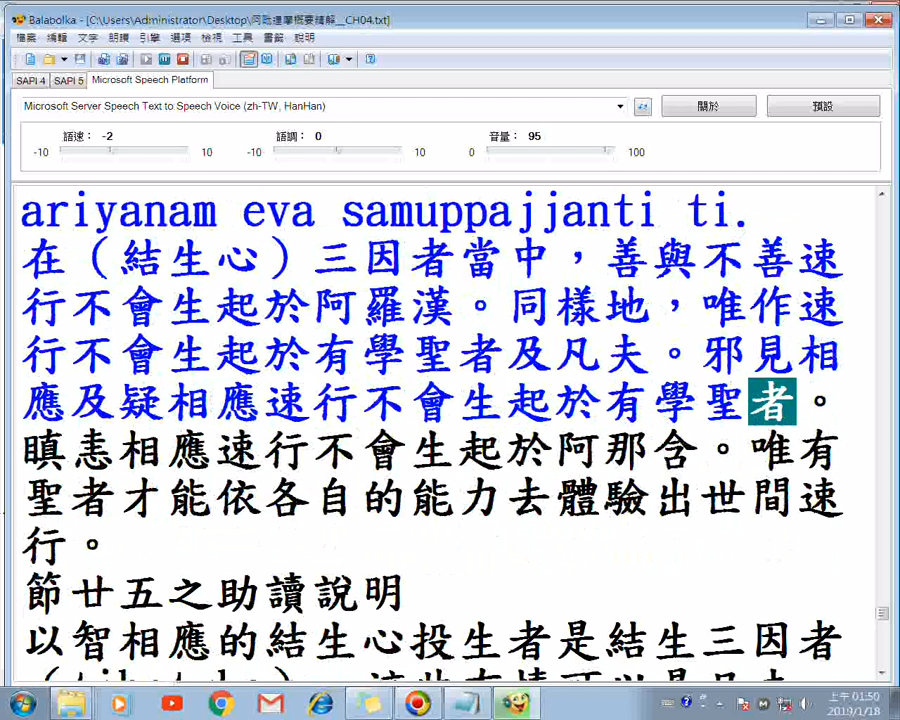 Balabolka - [C:\Users\Administrator\Desktop\阿毗達摩概要精解__CH04.txt]
檔案 編輯 文字 朗讀 引擎 選項 檢視 工具 書籤 說明
SAPI 4 SAPI 5 Microsoft Speech Platform
Microsoft Server Speech Text to Speech Voice (zh-TW, HanHan) 關於 預設
語速： -2 語調： 0 音量： 95
-10 10 -10 10 0 100
ariyanam eva samuppajjanti ti.
在（結生心）三因者當中，善與不善速
行不會生起於阿羅漢。同樣地，唯作速
行不會生起於有學聖者及凡夫。邪見相
應及疑相應速行不會生起於有學聖者。
瞋恚相應速行不會生起於阿那含。唯有
聖者才能依各自的能力去體驗出世間速
行。
節廿五之助讀說明
以智相應的結生心投生者是結生三因者
上午 01:50
2019/1/18